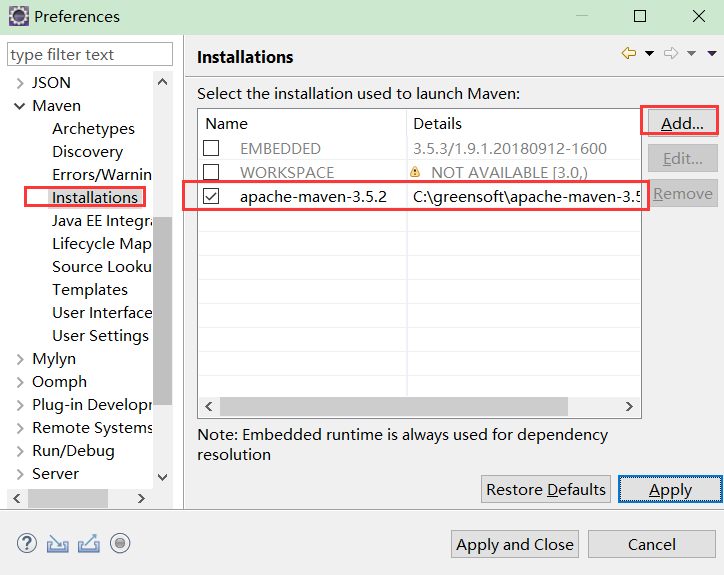 Preferences
type filter text
JSON
Maven
Archetypes
Discovery
Errors/Warnin
Installations
Java EE Integra
Lifecycle Map
Source Looku
Templates
User Interface
User Settings
Mylyn
Oomph
Plug-in Developr
Remote Systems
Run/Debug
Server
Installations
Select the installation used to launch Maven:
Name Details
EMBEDDED 3.5.3/1.9.1.20180912-1600
WORKSPACE NOT AVAILABLE [3.0,)
apache-maven-3.5.2 C:\greensoft\apache-maven-3.5
Add...
Edit...
Remove
Note: Embedded runtime is always used for dependency
resolution
Restore Defaults Apply
Apply and Close Cancel